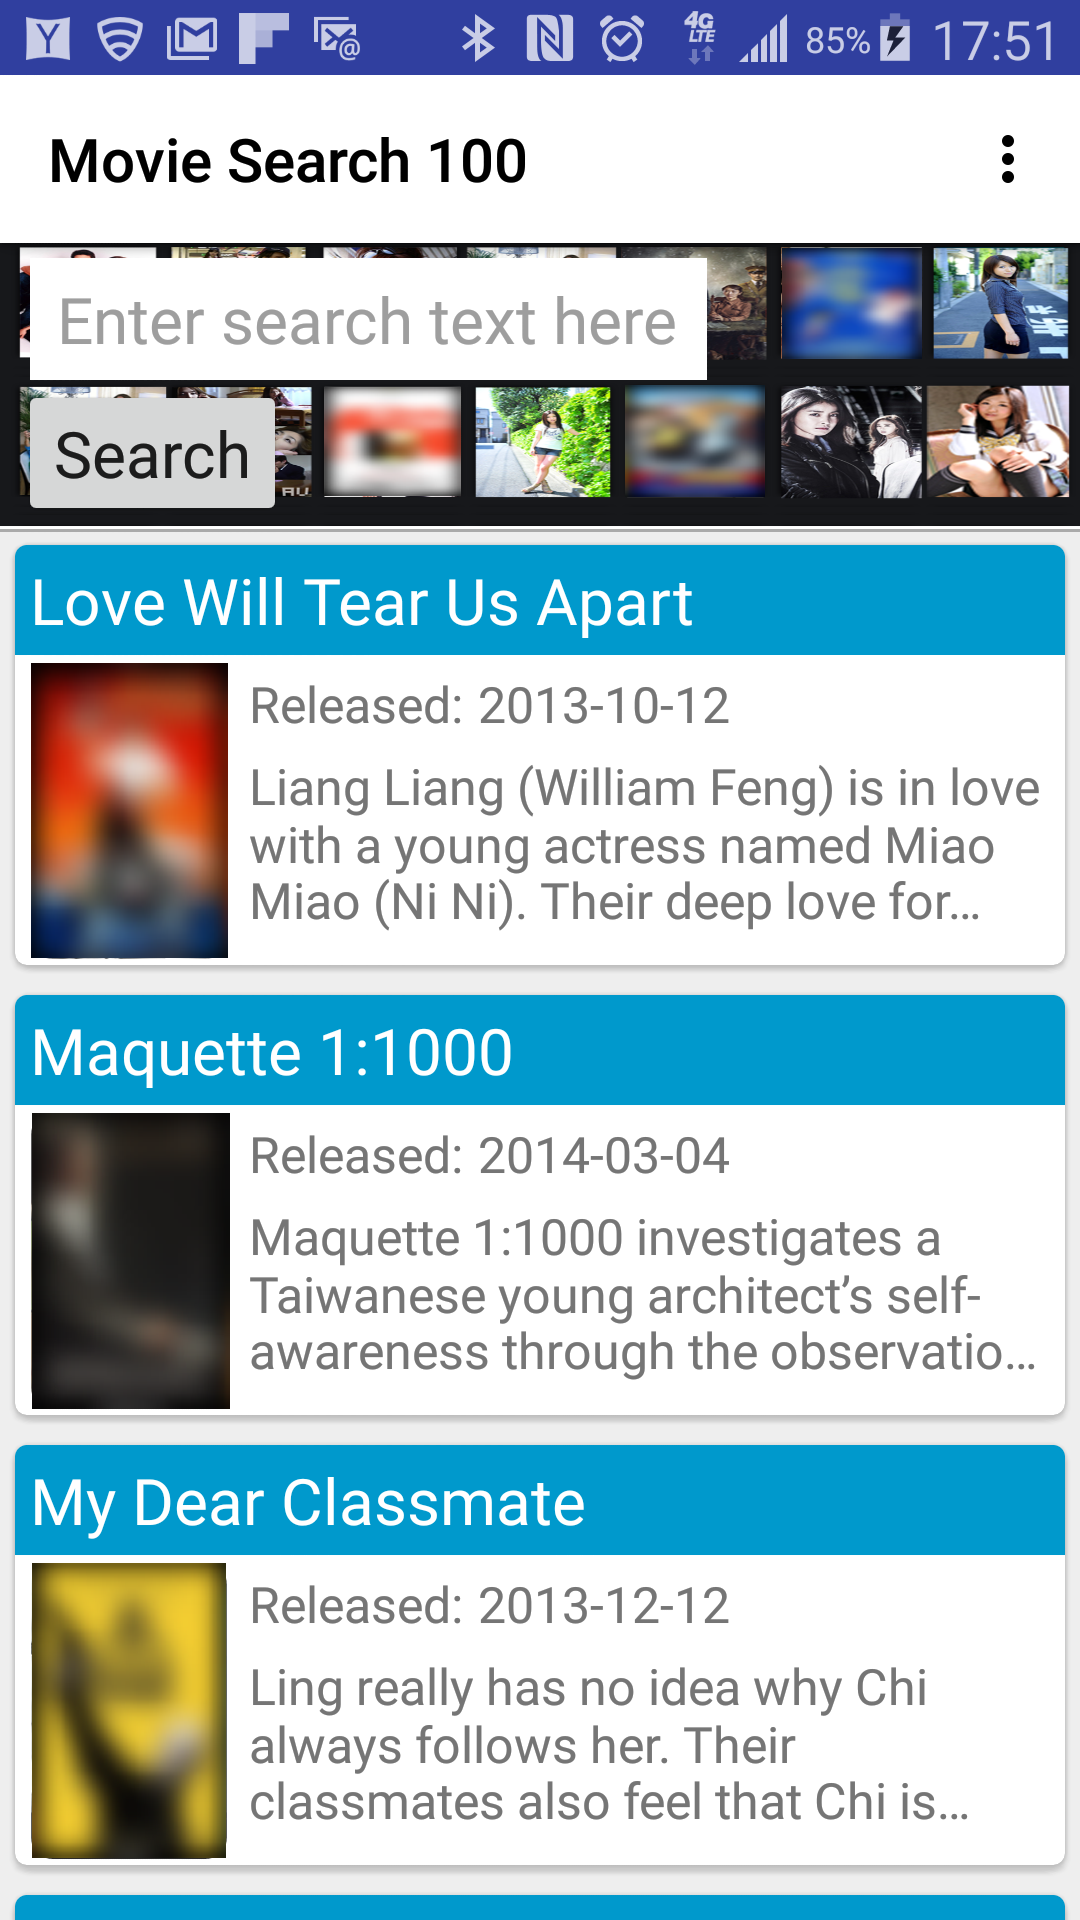 4G
LTE
85%
17:51
Movie Search 100
Enter search text here
Search
AU
Love Will Tear Us Apart
Released: 2013-10-12
Liang Liang (William Feng) is in love
with a young actress named Miao
Miao (Ni Ni). Their deep love for…
Maquette 1:1000
Released: 2014-03-04
Maquette 1:1000 investigates a
Taiwanese young architect’s self-
awareness through the observatio…
My Dear Classmate
Released: 2013-12-12
Ling really has no idea why Chi
always follows her. Their
classmates also feel that Chi is…